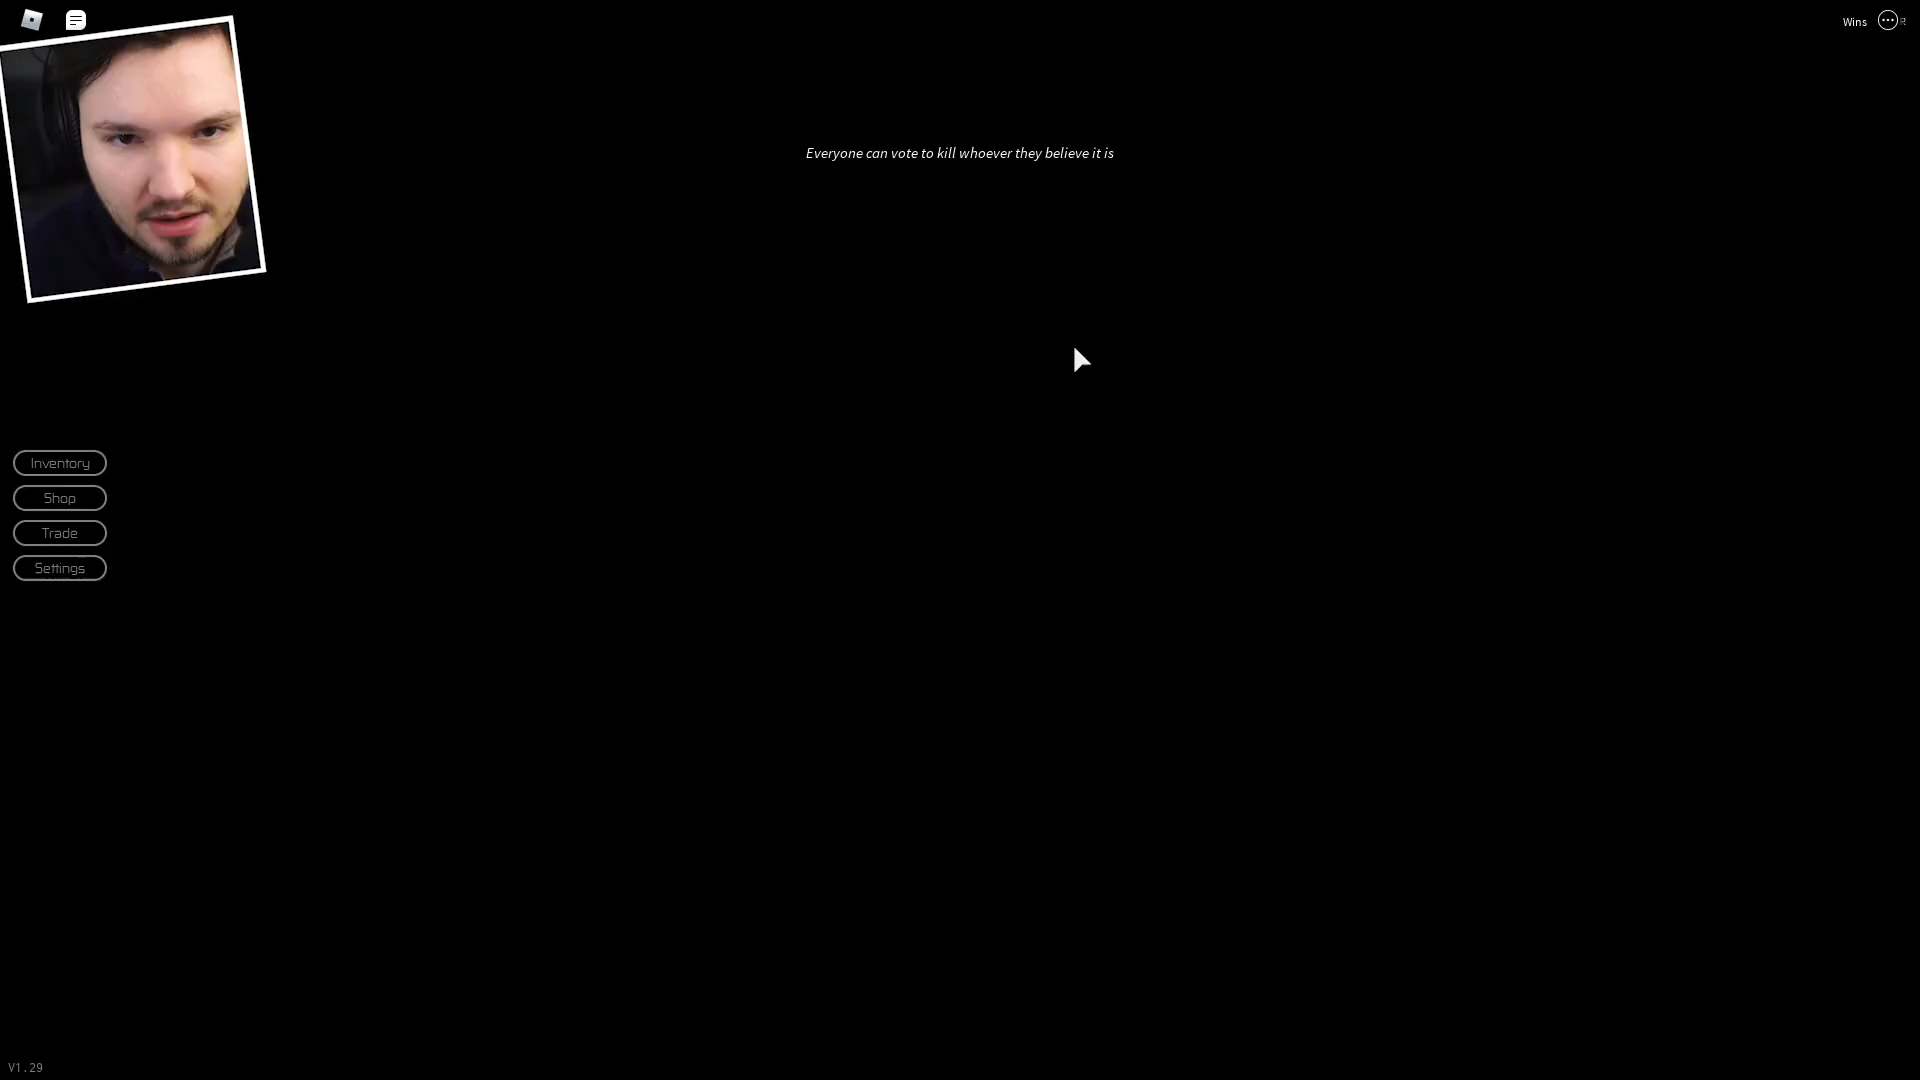 Wins
Everyone can vote to kill whoever they believe it is
Inventory
Shop
Trade
Settings
V1.29